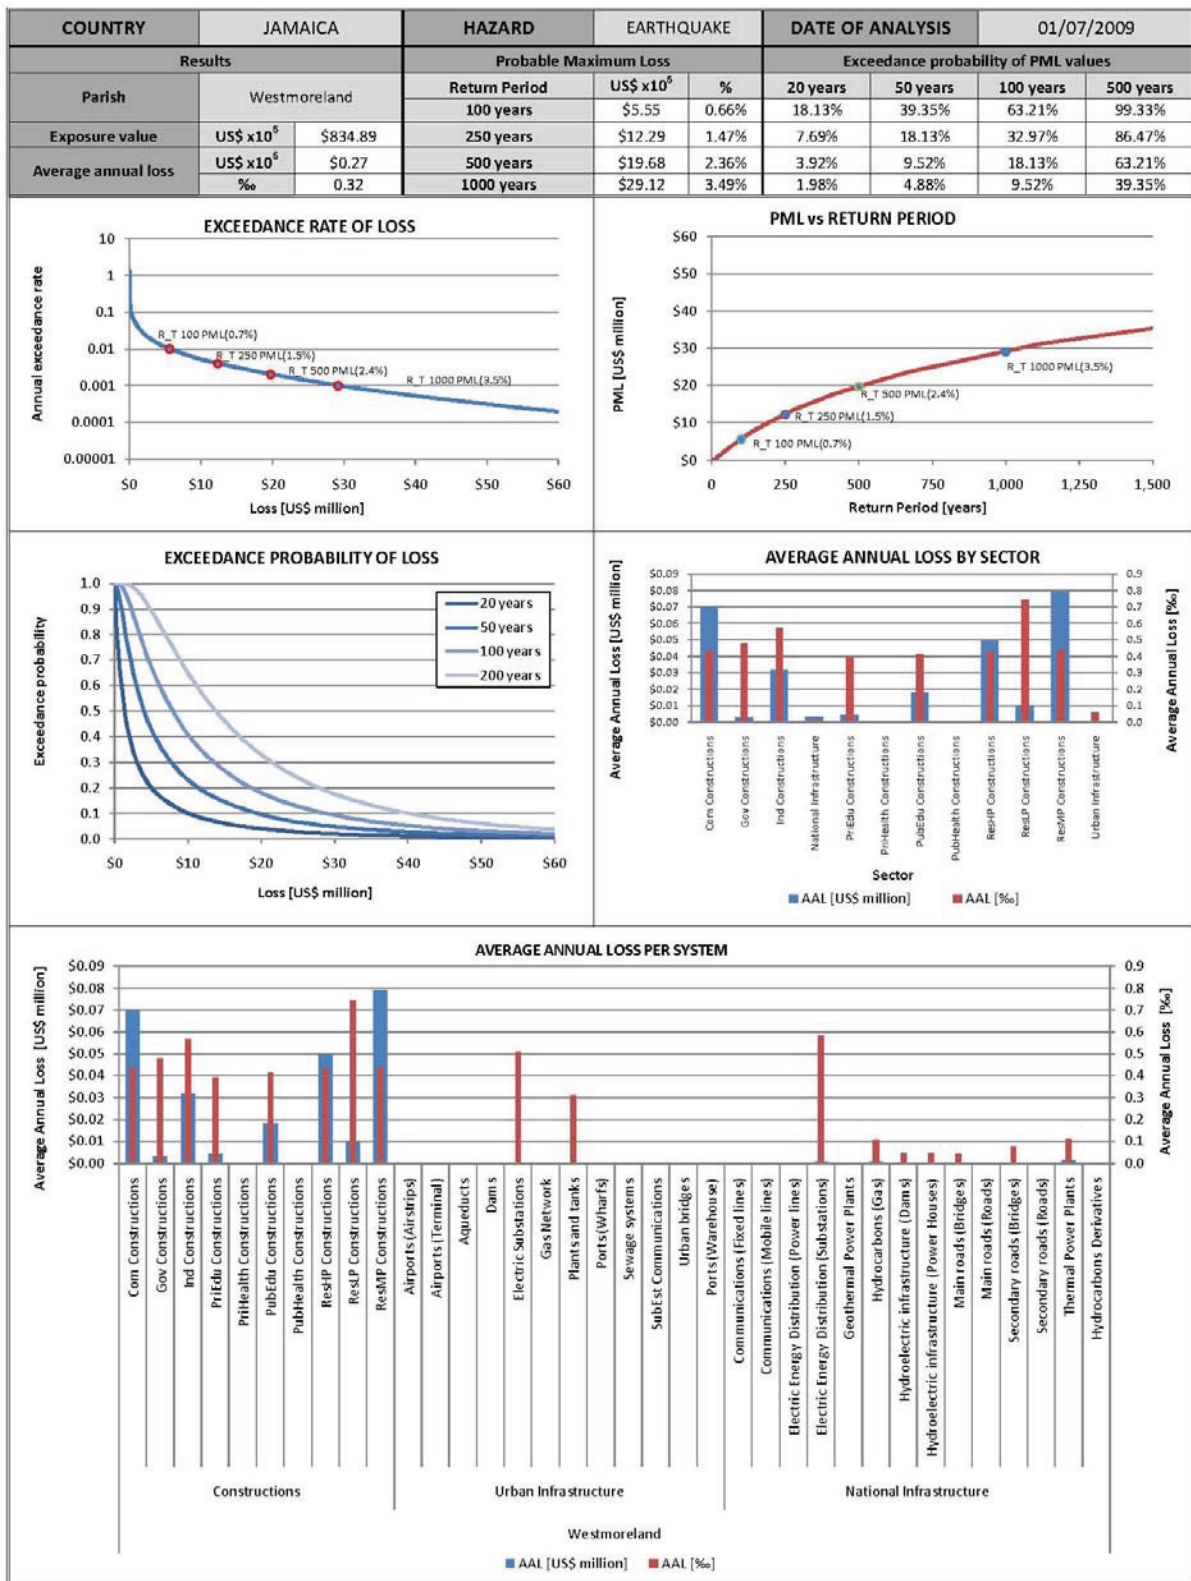 COUNTRY JAMAICA HAZARD EARTHQUAKE DATE OF ANALYSIS 01/07/2009
Results Probable Maximum Loss Exceedance probability of PML values
Parish Westmoreland Return Period US$ x10⁶ % 20 years 50 years 100 years 500 years
100 years $5.55 0.66% 18.13% 39.35% 63.21% 99.33%
Exposure value US$ x10⁶ $834.89 250 years $12.29 1.47% 7.69% 18.13% 32.97% 86.47%
Average annual loss US$ x10⁶ $0.27 500 years $19.68 2.36% 3.92% 9.52% 18.13% 63.21%
‰ 0.32 1000 years $29.12 3.49% 1.98% 4.88% 9.52% 39.35%
EXCEEDANCE RATE OF LOSS
Annual exceedance rate
10
1
0.1
0.01
0.001
0.0001
0.00001
R_T 100 PML(0.7%)
R_T 250 PML(1.5%)
R_T 500 PML(2.4%)
R_T 1000 PML(3.5%)
$0 $10 $20 $30 $40 $50 $60
Loss [US$ million]
PML vs RETURN PERIOD
PML [US$ million]
$60
$50
$40
$30
$20
$10
$0
R_T 1000 PML(3.5%)
R_T 500 PML(2.4%)
R_T 250 PML(1.5%)
R_T 100 PML(0.7%)
0 250 500 750 1,000 1,250 1,500
Return Period [years]
EXCEEDANCE PROBABILITY OF LOSS
Exceedance probability
1.0
0.9
0.8
0.7
0.6
0.5
0.4
0.3
0.2
0.1
0.0
20 years
50 years
100 years
200 years
$0 $10 $20 $30 $40 $50 $60
Loss [US$ million]
AVERAGE ANNUAL LOSS BY SECTOR
Average Annual Loss [US$ million]
$0.09
$0.08
$0.07
$0.06
$0.05
$0.04
$0.03
$0.02
$0.01
$0.00
0.9
0.8
0.7
0.6
0.5
0.4
0.3
0.2
0.1
0.0
Average Annual Loss [‰]
Com Constructions
Gov Constructions
Ind Constructions
National Infrastructure
PriEdu Constructions
PriHealth Constructions
PubEdu Constructions
PubHealth Constructions
ResHP Constructions
ResLP Constructions
ResMP Constructions
Urban Infrastructure
Sector
AAL [US$ million] AAL [‰]
AVERAGE ANNUAL LOSS PER SYSTEM
Average Annual Loss [US$ million]
$0.09
$0.08
$0.07
$0.06
$0.05
$0.04
$0.03
$0.02
$0.01
$0.00
0.9
0.8
0.7
0.6
0.5
0.4
0.3
0.2
0.1
0.0
Average Annual Loss [‰]
Com Constructions
Gov Constructions
Ind Constructions
PriEdu Constructions
PriHealth Constructions
PubEdu Constructions
PubHealth Constructions
ResHP Constructions
ResLP Constructions
ResMP Constructions
Airports (Airstrips)
Airports (Terminal)
Aqueducts
Dams
Electric Substations
Gas Network
Plants and tanks
Ports (Wharfs)
Sewage systems
SubEst Communications
Urban bridges
Ports (Warehouse)
Communications (Fixed lines)
Communications (Mobile lines)
Electric Energy Distribution (Power lines)
Electric Energy Distribution (Substations)
Geothermal Power Plants
Hydrocarbons (Gas)
Hydroelectric infrastructure (Dams)
Hydroelectric infrastructure (Power Houses)
Main roads (Bridges)
Main roads (Roads)
Secondary roads (Bridges)
Secondary roads (Roads)
Thermal Power Plants
Hydrocarbons Derivatives
Constructions Urban Infrastructure National Infrastructure
Westmoreland
AAL [US$ million] AAL [‰]